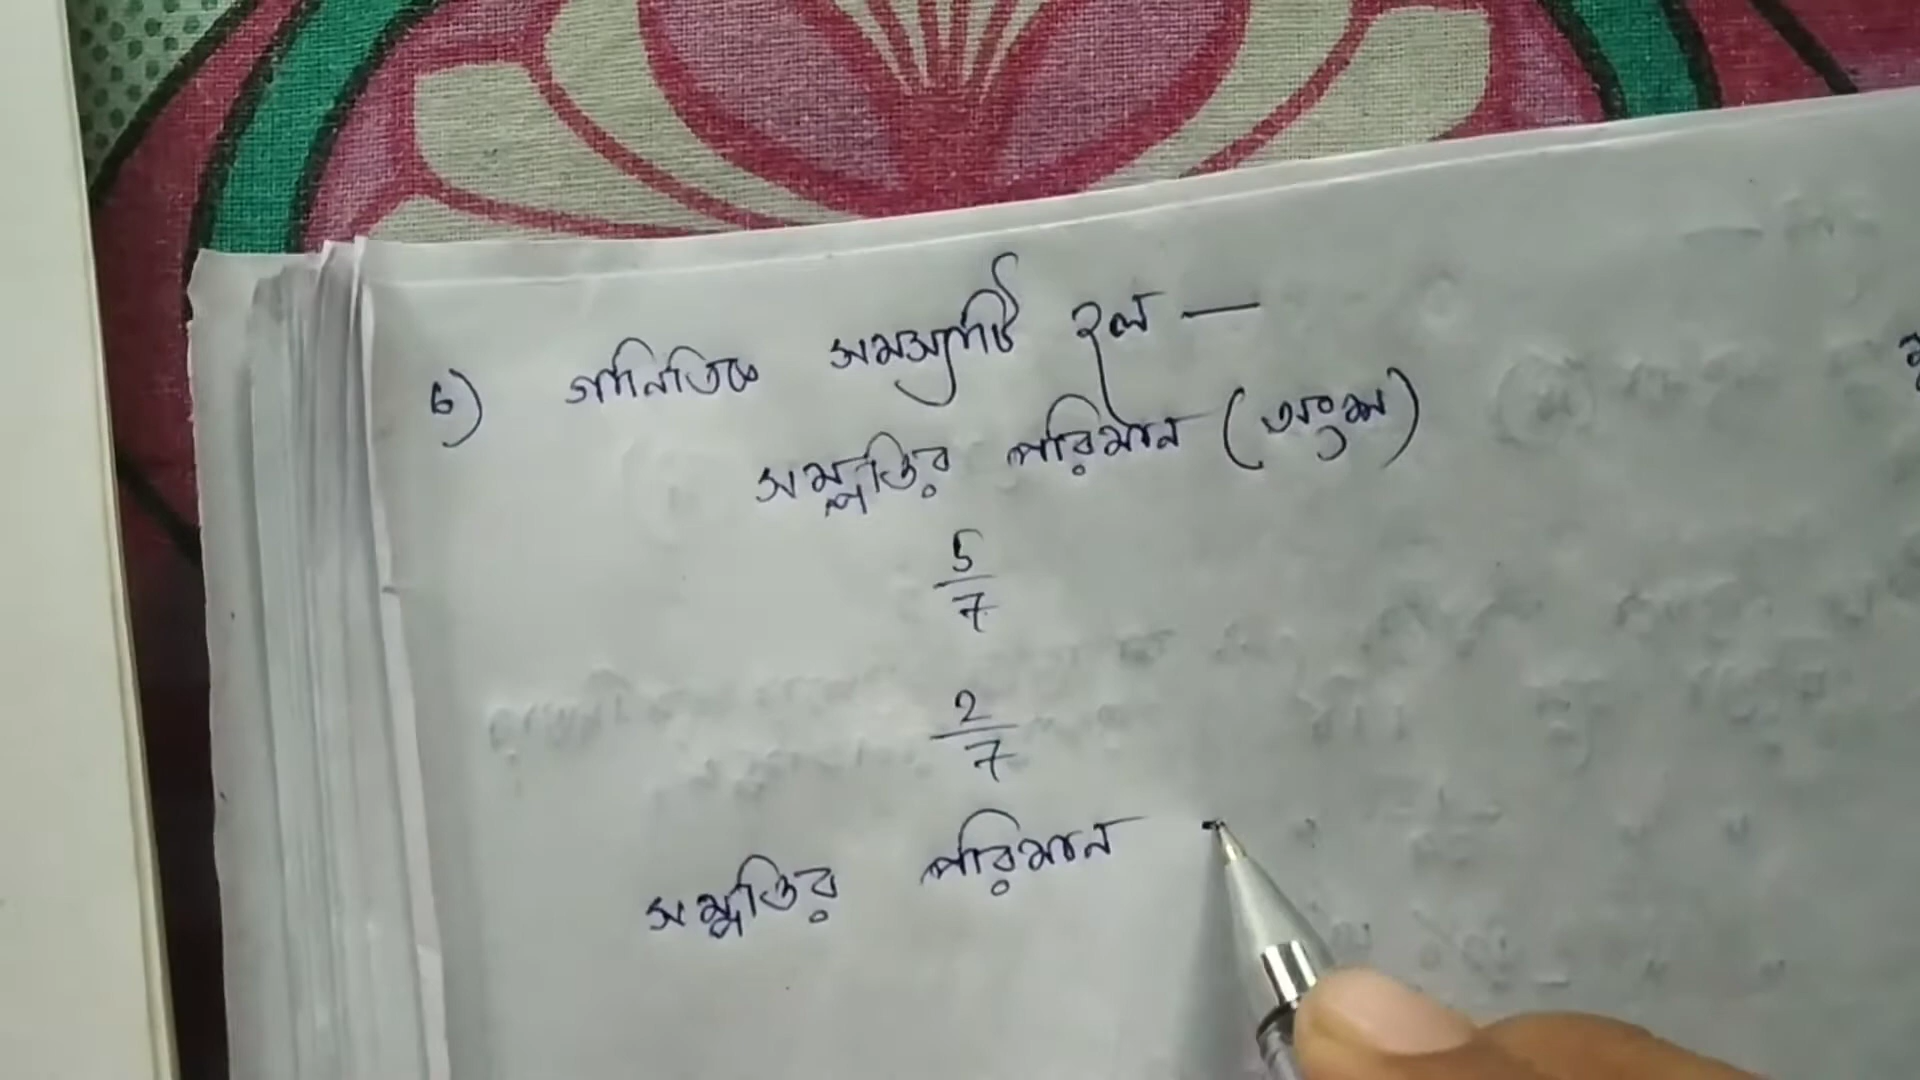 6) গানিতিক সমস্যাটি হল —
সম্পত্তির পরিমান (অংশ)
5
7
2
7
সম্পত্তির পরিমান